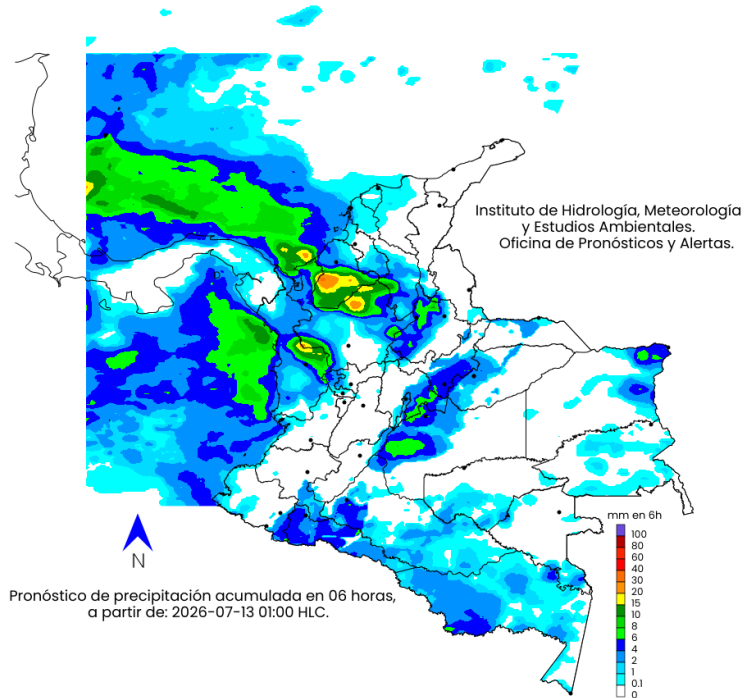 Instituto de Hidrología, Meteorología
y Estudios Ambientales.
Oficina de Pronósticos y Alertas.
N
Pronóstico de precipitación acumulada en 06 horas,
a partir de: 2026-07-13 01:00 HLC.
mm en 6h
100
80
60
40
30
20
15
10
8
6
4
2
1
0.1
0